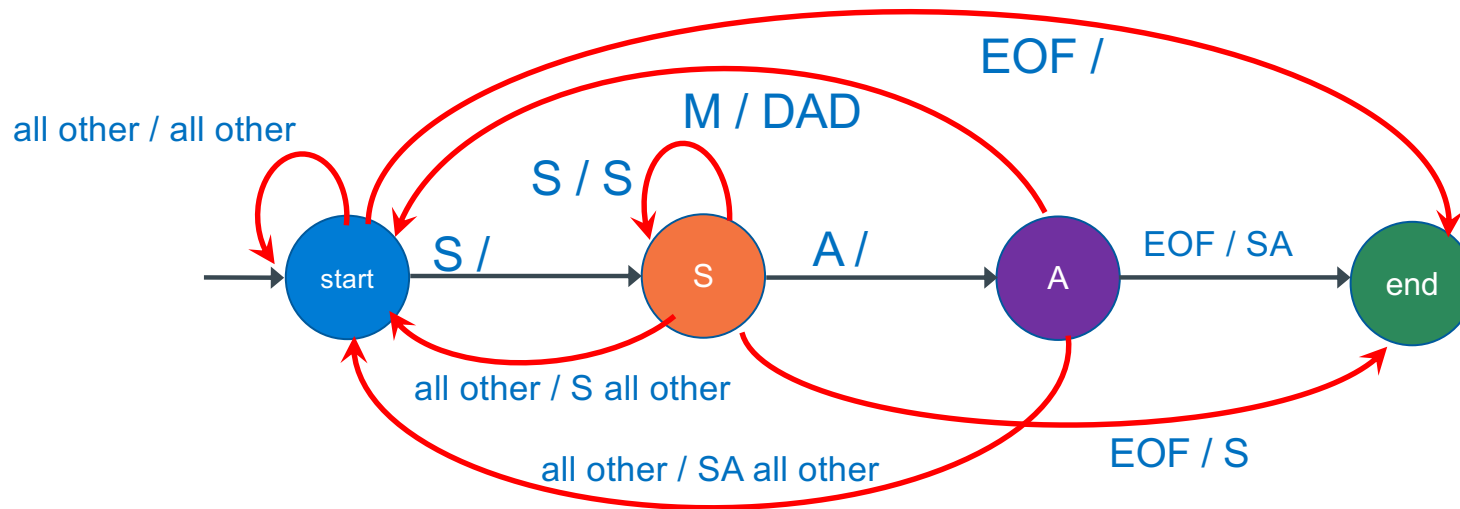 EOF /
M / DAD
all other / all other
S / S
S /
A /
EOF / SA
start
S
A
end
all other / S all other
EOF / S
all other / SA all other